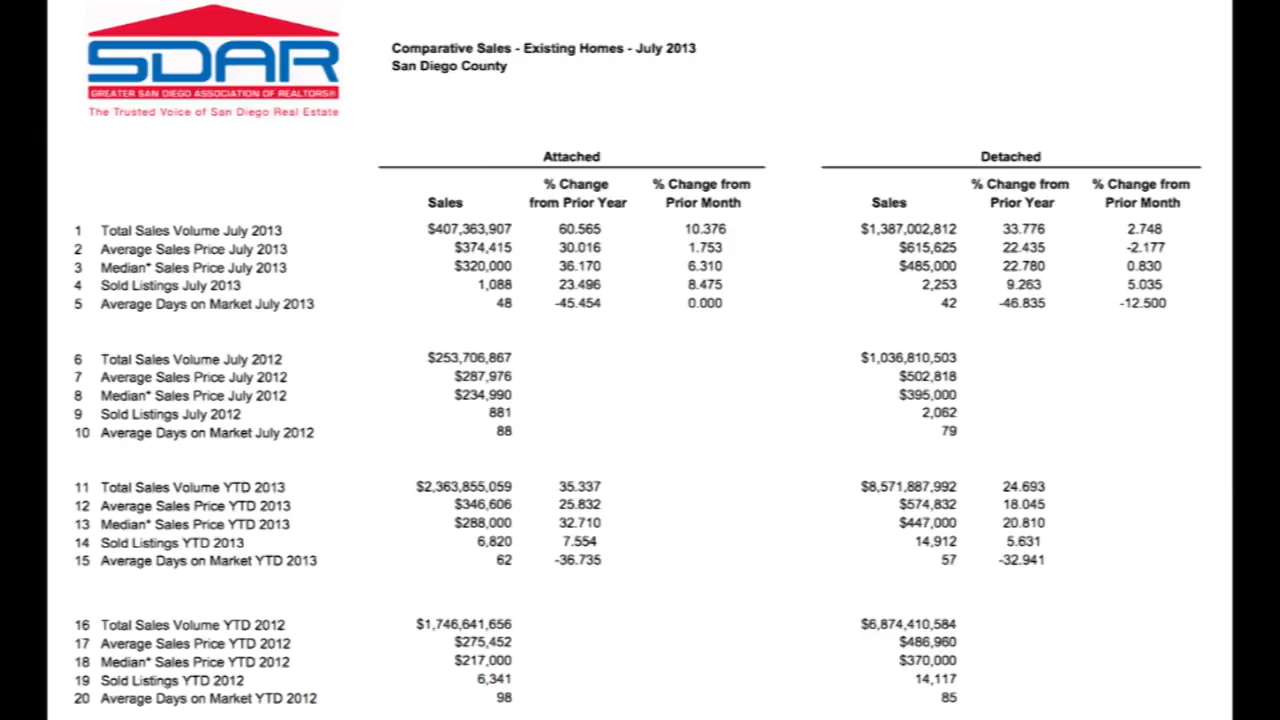 SDAR
GREATER SAN DIEGO ASSOCIATION OF REALTORS®
The Trusted Voice of San Diego Real Estate
Comparative Sales - Existing Homes - July 2013
San Diego County
Attached Detached
% Change % Change from % Change from % Change from
Sales from Prior Year Prior Month Sales Prior Year Prior Month
1 Total Sales Volume July 2013 $407,363,907 60.565 10.376 $1,387,002,812 33.776 2.748
2 Average Sales Price July 2013 $374,415 30.016 1.753 $615,625 22.435 -2.177
3 Median* Sales Price July 2013 $320,000 36.170 6.310 $485,000 22.780 0.830
4 Sold Listings July 2013 1,088 23.496 8.475 2,253 9.263 5.035
5 Average Days on Market July 2013 48 -45.454 0.000 42 -46.835 -12.500
6 Total Sales Volume July 2012 $253,706,867 $1,036,810,503
7 Average Sales Price July 2012 $287,976 $502,818
8 Median* Sales Price July 2012 $234,990 $395,000
9 Sold Listings July 2012 881 2,062
10 Average Days on Market July 2012 88 79
11 Total Sales Volume YTD 2013 $2,363,855,059 35.337 $8,571,887,992 24.693
12 Average Sales Price YTD 2013 $346,606 25.832 $574,832 18.045
13 Median* Sales Price YTD 2013 $288,000 32.710 $447,000 20.810
14 Sold Listings YTD 2013 6,820 7.554 14,912 5.631
15 Average Days on Market YTD 2013 62 -36.735 57 -32.941
16 Total Sales Volume YTD 2012 $1,746,641,656 $6,874,410,584
17 Average Sales Price YTD 2012 $275,452 $486,960
18 Median* Sales Price YTD 2012 $217,000 $370,000
19 Sold Listings YTD 2012 6,341 14,117
20 Average Days on Market YTD 2012 98 85